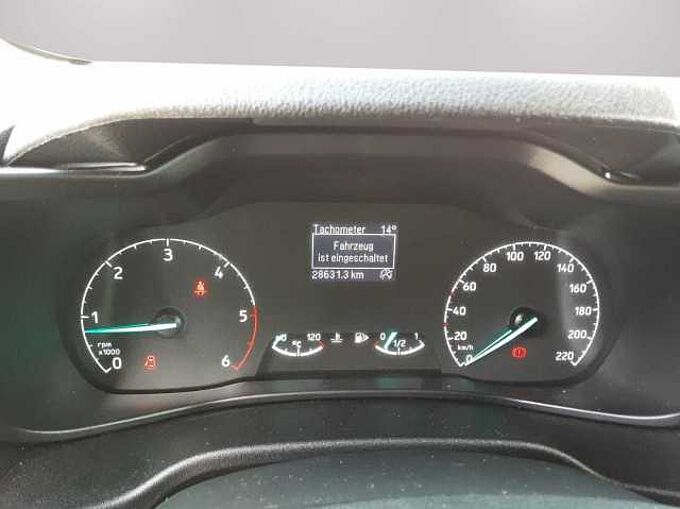 Tachometer 14°
Fahrzeug
ist eingeschaltet
28631.3 km
0 1 2 3 4 5 6
rpm
x1000
120
°C
0 1/2 1
0 20 40 60 80 100 120 140 160 180 200 220
km/h